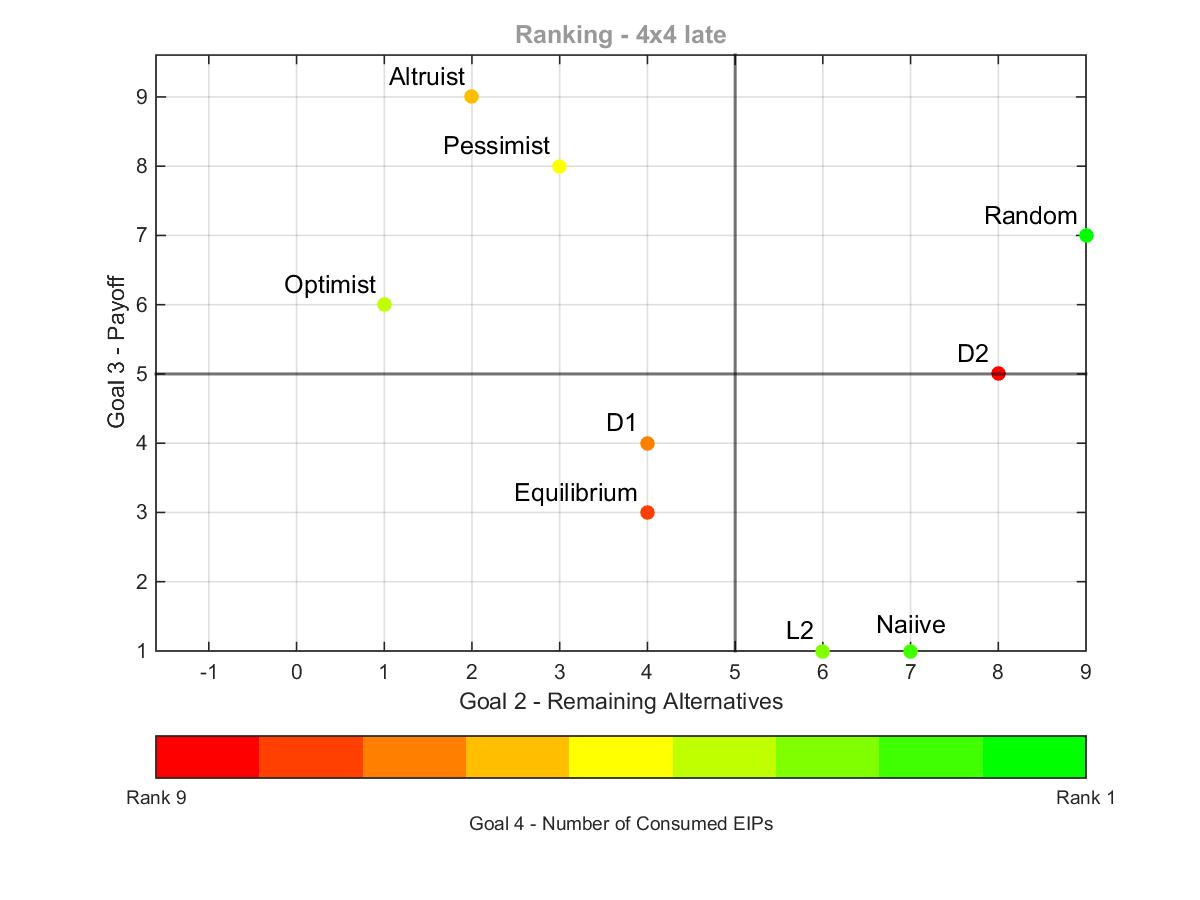 Ranking - 4x4 late
Altruist
Pessimist
Random
Optimist
D2
D1
Equilibrium
L2
Naiive
9
8
7
6
5
4
3
2
1
Goal 3 - Payoff
-1 0 1 2 3 4 5 6 7 8 9
Goal 2 - Remaining Alternatives
Rank 9 Rank 1
Goal 4 - Number of Consumed EIPs